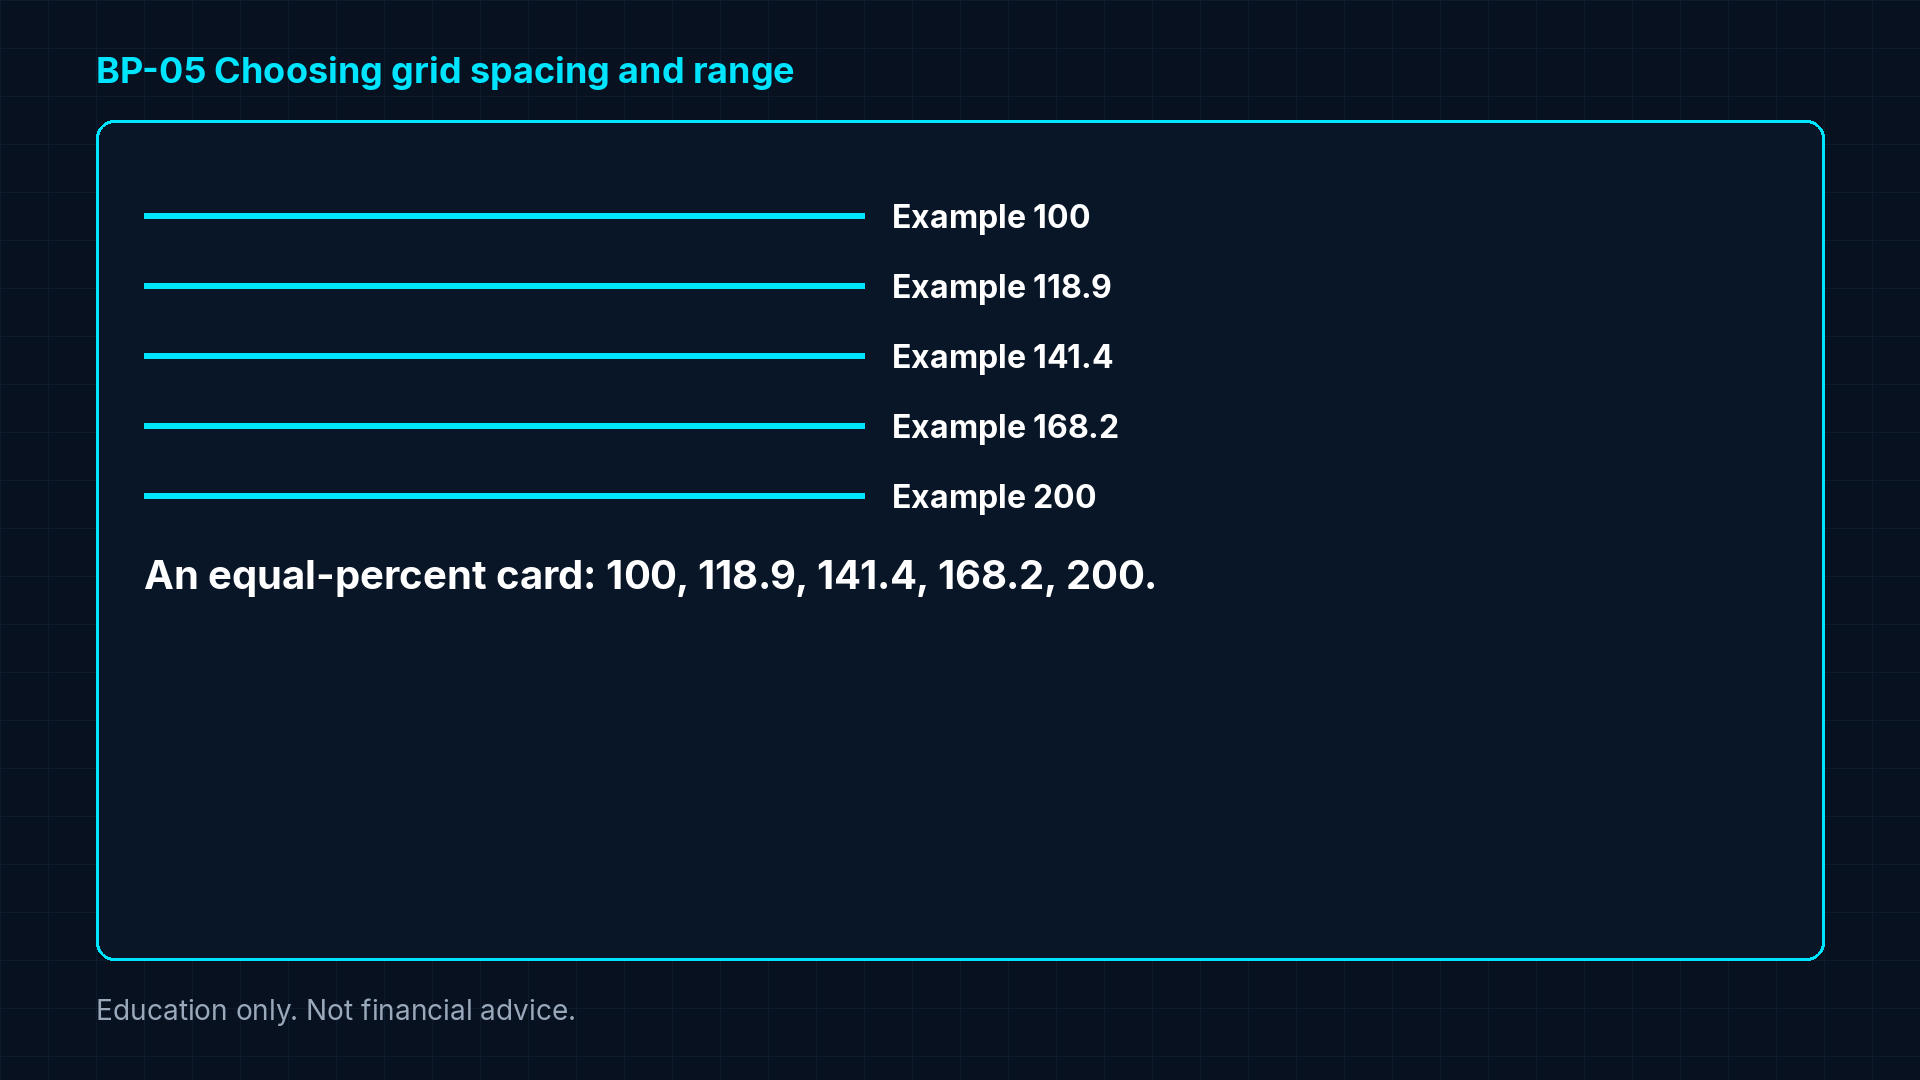 BP-05 Choosing grid spacing and range
Example 100
Example 118.9
Example 141.4
Example 168.2
Example 200
An equal-percent card: 100, 118.9, 141.4, 168.2, 200.
Education only. Not financial advice.